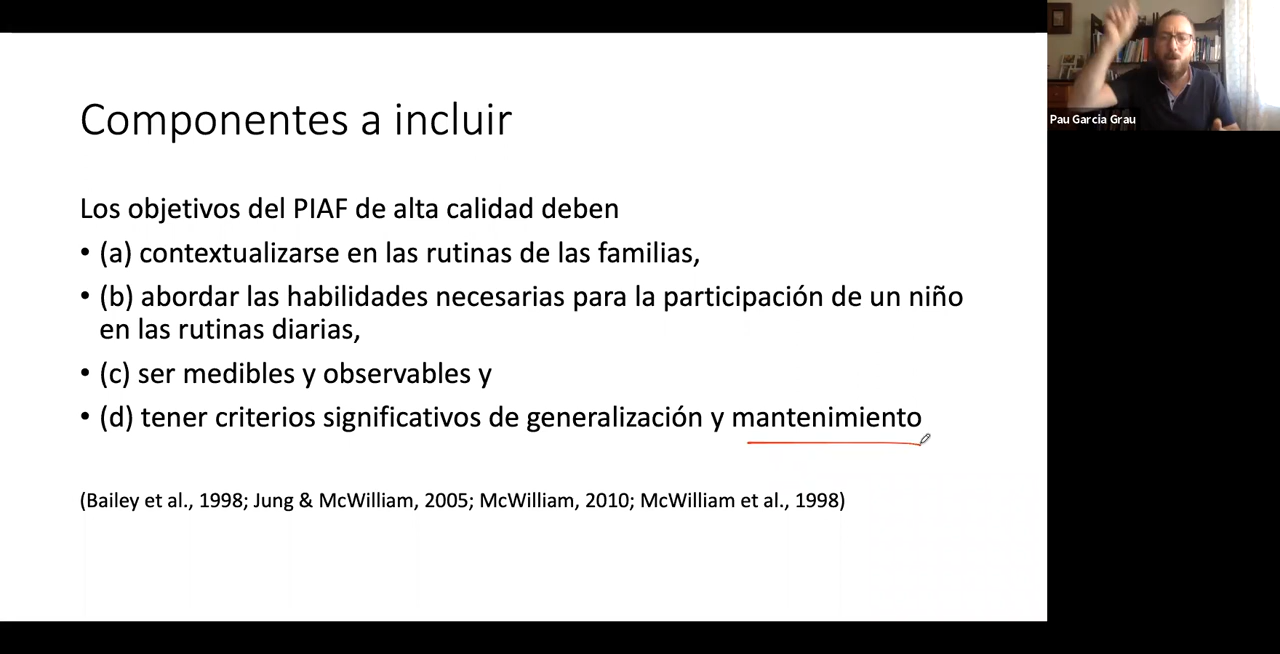 Componentes a incluir
Los objetivos del PIAF de alta calidad deben
• (a) contextualizarse en las rutinas de las familias,
• (b) abordar las habilidades necesarias para la participación de un niño
en las rutinas diarias,
• (c) ser medibles y observables y
• (d) tener criterios significativos de generalización y mantenimiento
(Bailey et al., 1998; Jung & McWilliam, 2005; McWilliam, 2010; McWilliam et al., 1998)
Pau García Grau